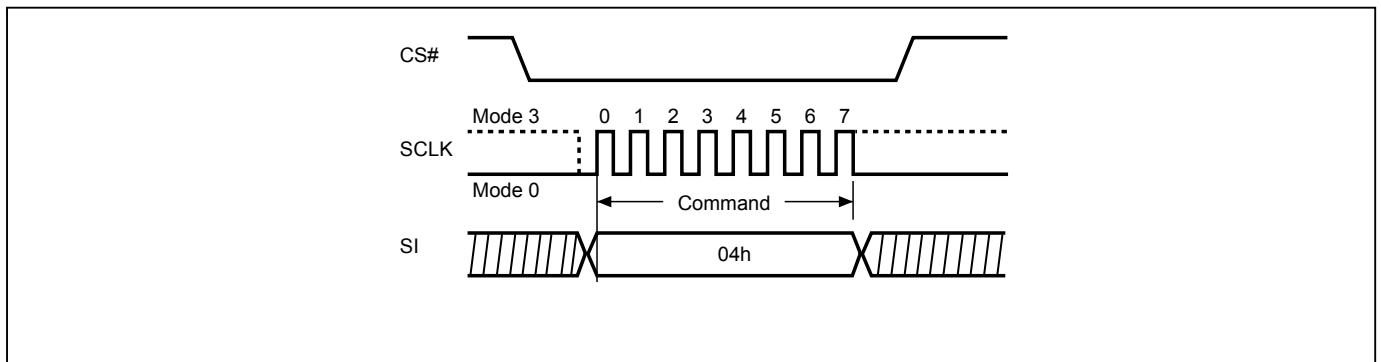 CS#
Mode 3
0 1 2 3 4 5 6 7
SCLK
Mode 0
Command
SI
04h